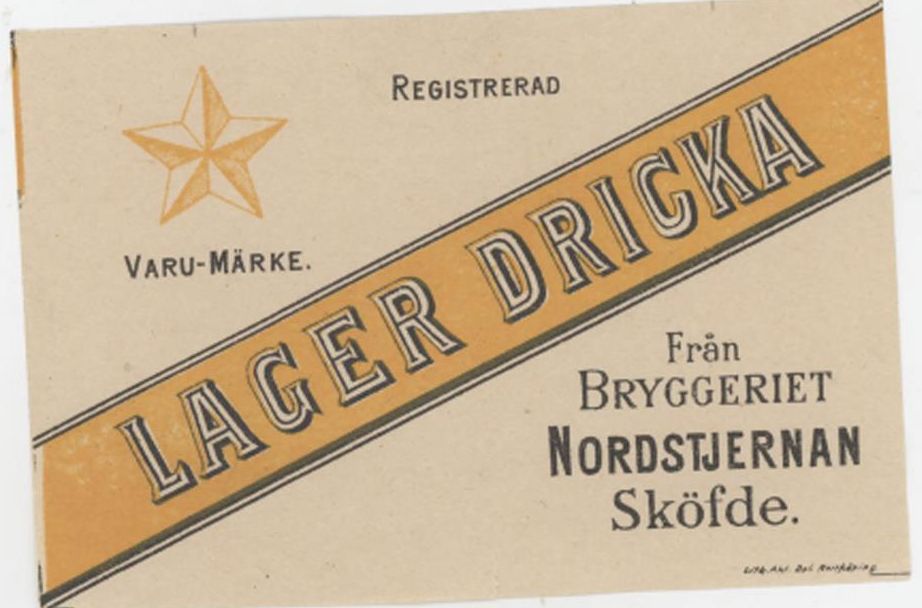 REGISTRERAD
VARU-MÄRKE.
LAGER DRICKA
Från
BRYGGERIET
NORDSTJERNAN
Sköfde.